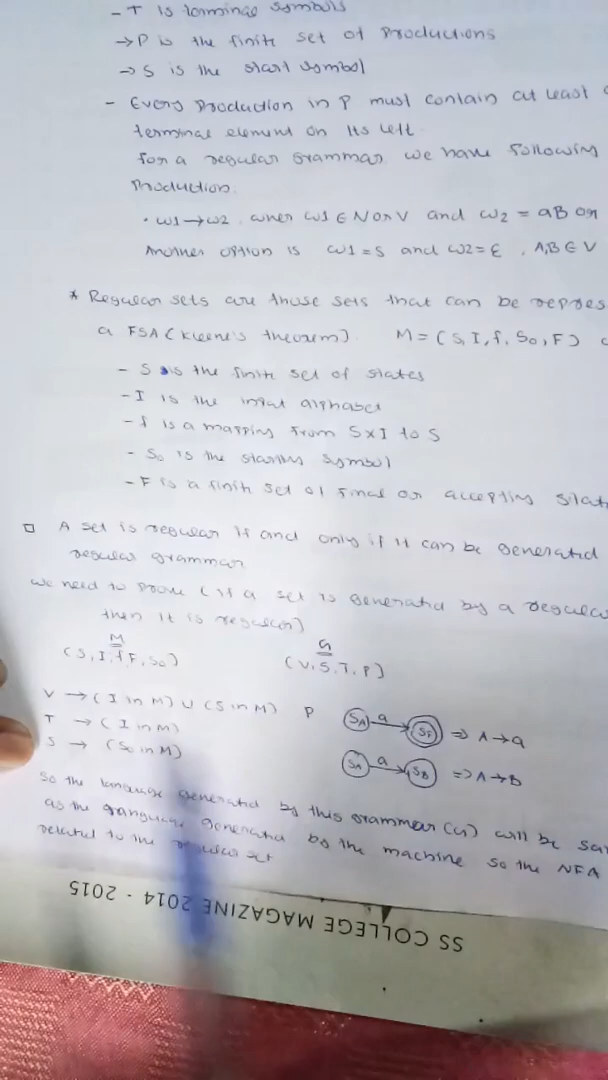 - T is terminal symbols
→ P is the finite set of productions
→ S is the start symbol
- Every production in P must contain at least
terminal element on its left.
for a regular grammar we have following
production.
• w1 → w2 . wher w1 ∈ N or V and w2 = aB or
Another option is w1 = S and w2 = ε , A,B ∈ V
* Regular sets are those sets that can be repres
a FSA (Kleene's theorem) M = (S, I, f, S0, F)
- S is the finite set of states
- I is the input alphabet
- f is a mapping from S×I to S
- S0 is the starting symbol
- F is a finite set of final or accepting stat
□ A set is regular if and only if it can be generated
regular grammar
we need to prove (if a set is generated by a regula
then it is regular)
M G
(S, I, f, F, S0) (V, S, T, P)
V → (I in M) ∪ (S in M) P SA a SF ⇒ A → a
T → (I in M)
S → (S0 in M) SA a SB ⇒ A → B
So the language generated by this grammar (G) will be sa
as the language generated by the machine so the NFA
related to the regular set
SS COLLEGE MAGAZINE 2014 - 2015